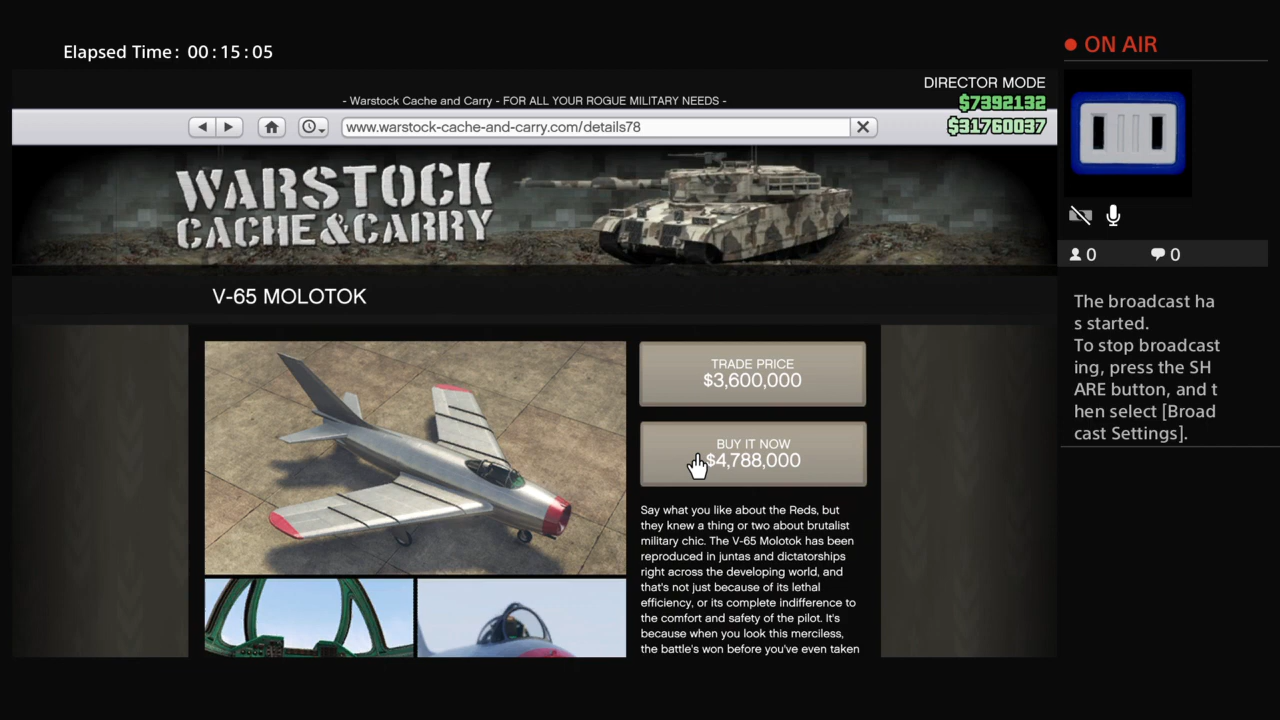 Elapsed Time: 00:15:05
ON AIR
DIRECTOR MODE
- Warstock Cache and Carry - FOR ALL YOUR ROGUE MILITARY NEEDS -
$7392132
www.warstock-cache-and-carry.com/details78
$31760037
WARSTOCK
CACHE&CARRY
0
0
V-65 MOLOTOK
The broadcast ha
s started.
To stop broadcast
ing, press the SH
ARE button, and t
hen select [Broad
cast Settings].
TRADE PRICE
$3,600,000
BUY IT NOW
$4,788,000
Say what you like about the Reds, but
they knew a thing or two about brutalist
military chic. The V-65 Molotok has been
reproduced in juntas and dictatorships
right across the developing world, and
that's not just because of its lethal
efficiency, or its complete indifference to
the comfort and safety of the pilot. It's
because when you look this merciless,
the battle's won before you've even taken